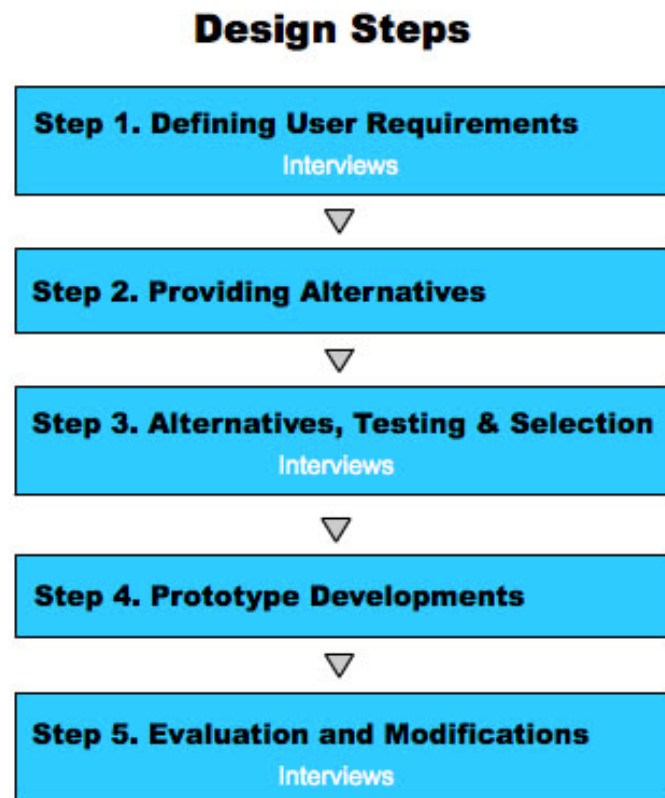 Design Steps
Step 1. Defining User Requirements
Interviews
Step 2. Providing Alternatives
Step 3. Alternatives, Testing & Selection
Interviews
Step 4. Prototype Developments
Step 5. Evaluation and Modifications
Interviews